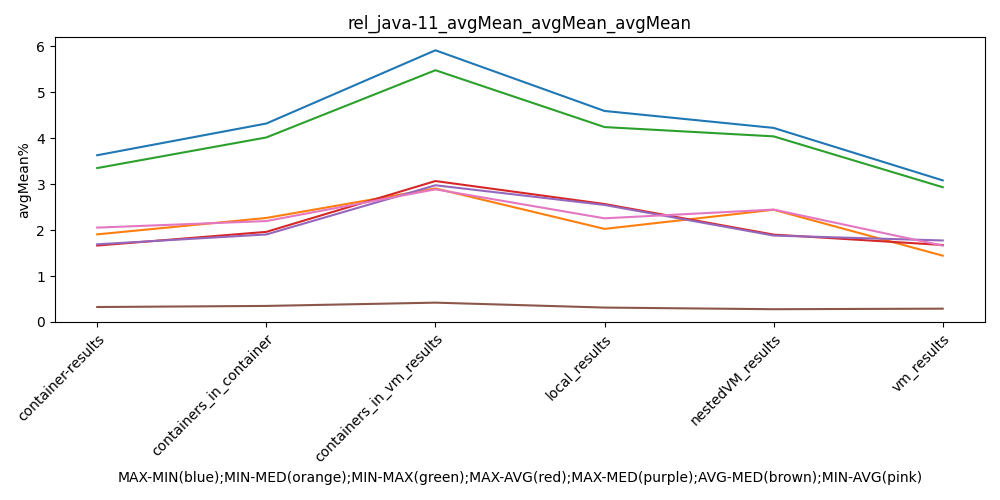 rel_java-11_avgMean_avgMean_avgMean
avgMean%
6
5
4
3
2
1
0
container-results
containers_in_container
containers_in_vm_results
local_results
nestedVM_results
vm_results
MAX-MIN(blue);MIN-MED(orange);MIN-MAX(green);MAX-AVG(red);MAX-MED(purple);AVG-MED(brown);MIN-AVG(pink)